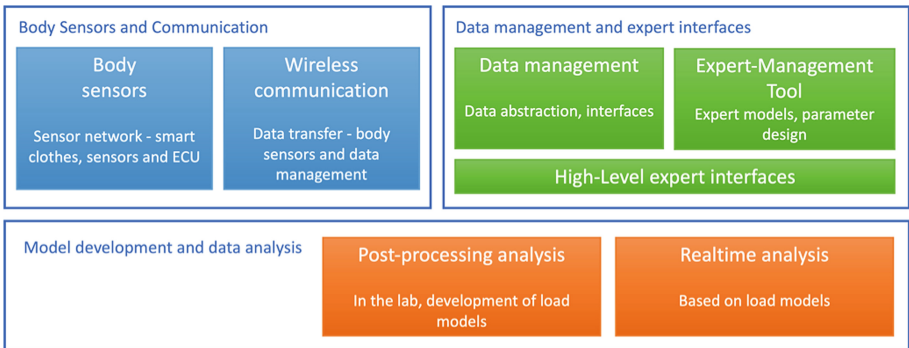 Body Sensors and Communication
Body
sensors
Sensor network - smart
clothes, sensors and ECU
Wireless
communication
Data transfer - body
sensors and data
management
Data management and expert interfaces
Data management
Data abstraction, interfaces
Expert-Management
Tool
Expert models, parameter
design
High-Level expert interfaces
Model development and data analysis
Post-processing analysis
In the lab, development of load
models
Realtime analysis
Based on load models